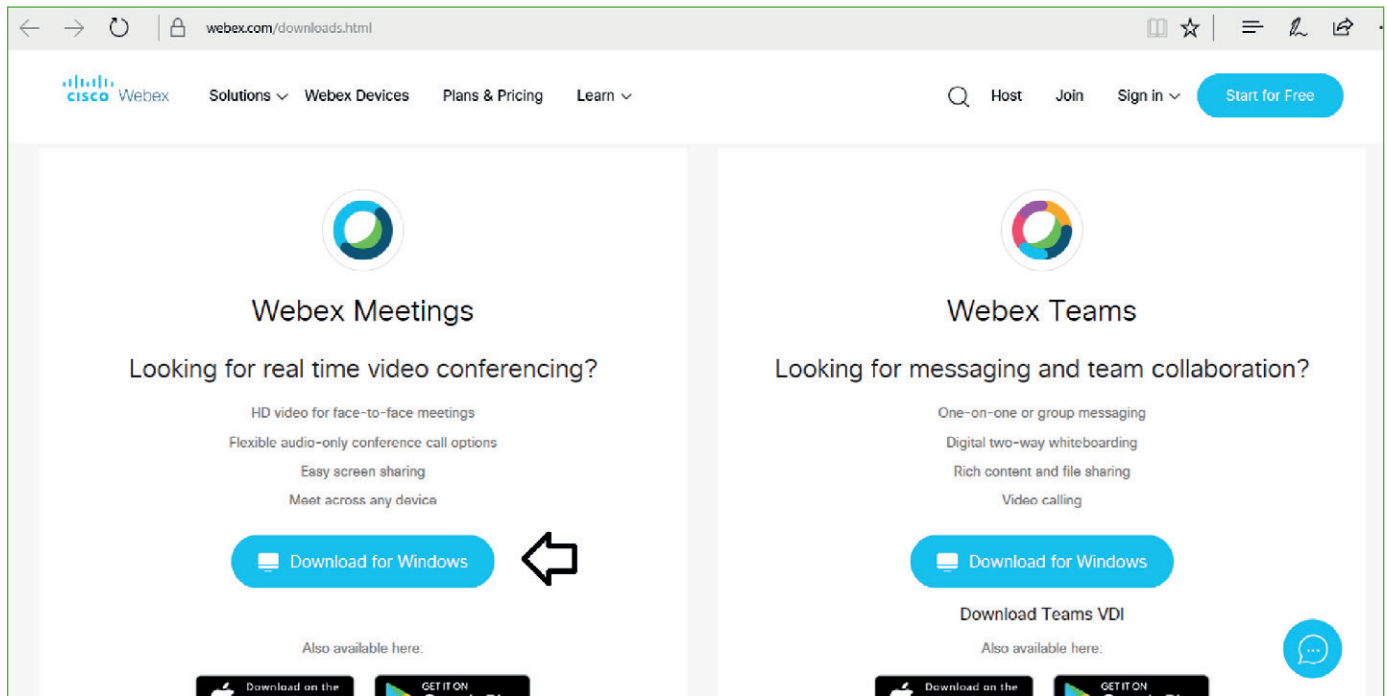 webex.com/downloads.html
CISCO Webex Solutions Webex Devices Plans & Pricing Learn Host Join Sign in Start for Free
Webex Meetings
Looking for real time video conferencing?
HD video for face-to-face meetings
Flexible audio-only conference call options
Easy screen sharing
Meet across any device
Download for Windows
Also available here:
Download on the
GET IT ON
Webex Teams
Looking for messaging and team collaboration?
One-on-one or group messaging
Digital two-way whiteboarding
Rich content and file sharing
Video calling
Download for Windows
Download Teams VDI
Also available here:
Download on the
GET IT ON